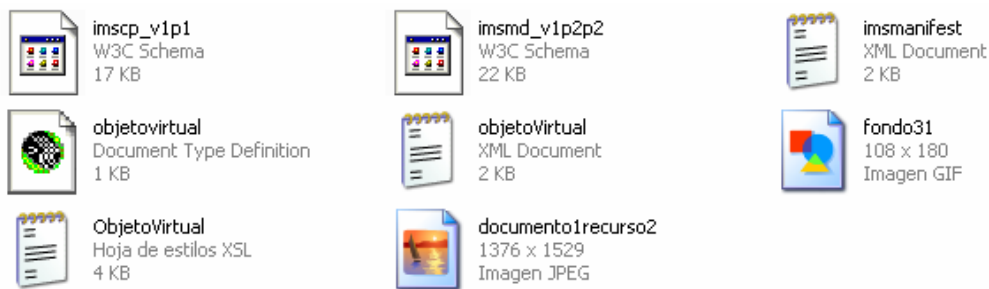 imscp_v1p1
W3C Schema
17 KB
imsmd_v1p2p2
W3C Schema
22 KB
imsmanifest
XML Document
2 KB
objetovirtual
Document Type Definition
1 KB
objetoVirtual
XML Document
2 KB
fondo31
108 x 180
Imagen GIF
ObjetoVirtual
Hoja de estilos XSL
4 KB
documento1recurso2
1376 x 1529
Imagen JPEG